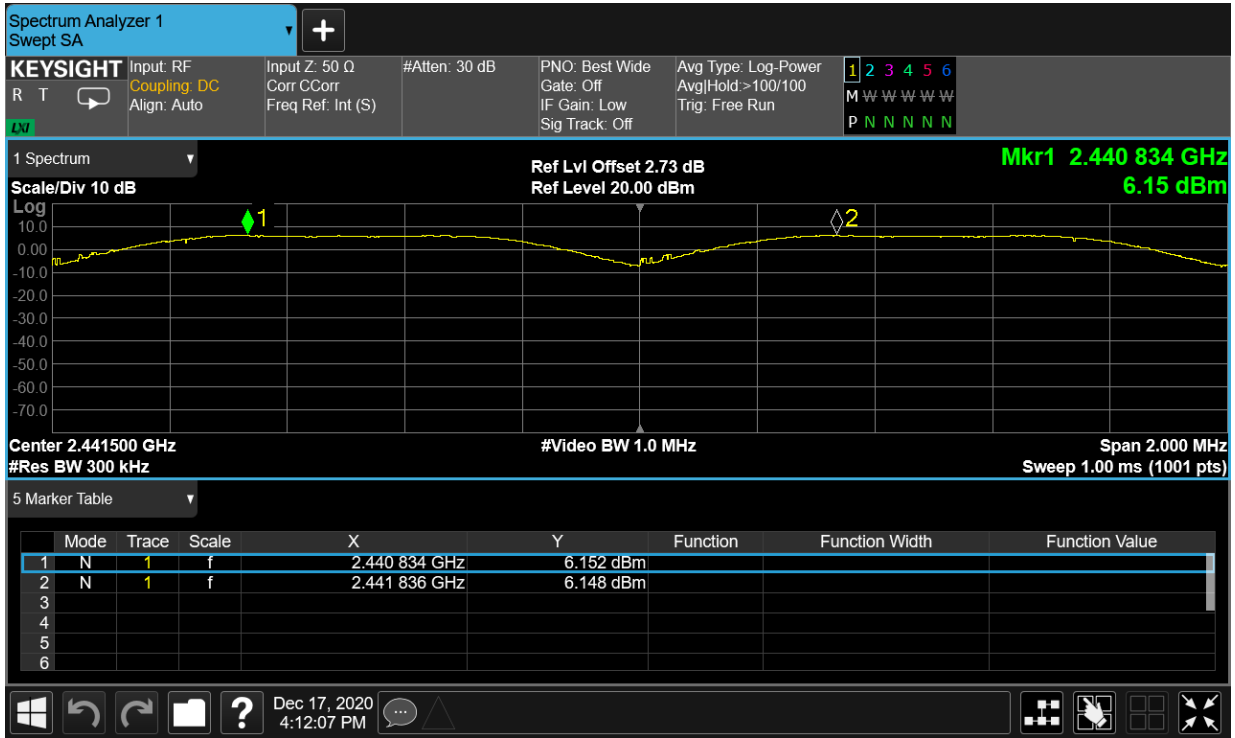 Spectrum Analyzer 1
Swept SA
KEYSIGHT
R T
LXI
Input: RF
Coupling: DC
Align: Auto
Input Z: 50 Ω
Corr CCorr
Freq Ref: Int (S)
#Atten: 30 dB
PNO: Best Wide
Gate: Off
IF Gain: Low
Sig Track: Off
Avg Type: Log-Power
Avg|Hold:>100/100
Trig: Free Run
1 2 3 4 5 6
M W W W W W
P N N N N N
1 Spectrum
Scale/Div 10 dB
Ref Lvl Offset 2.73 dB
Ref Level 20.00 dBm
Mkr1 2.440 834 GHz
6.15 dBm
Log
1
2
10.0
0.00
-10.0
-20.0
-30.0
-40.0
-50.0
-60.0
-70.0
Center 2.441500 GHz
#Res BW 300 kHz
#Video BW 1.0 MHz
Span 2.000 MHz
Sweep 1.00 ms (1001 pts)
5 Marker Table
Mode Trace Scale X Y Function Function Width Function Value
1 N 1 f 2.440 834 GHz 6.152 dBm
2 N 1 f 2.441 836 GHz 6.148 dBm
3
4
5
6
?
Dec 17, 2020
4:12:07 PM